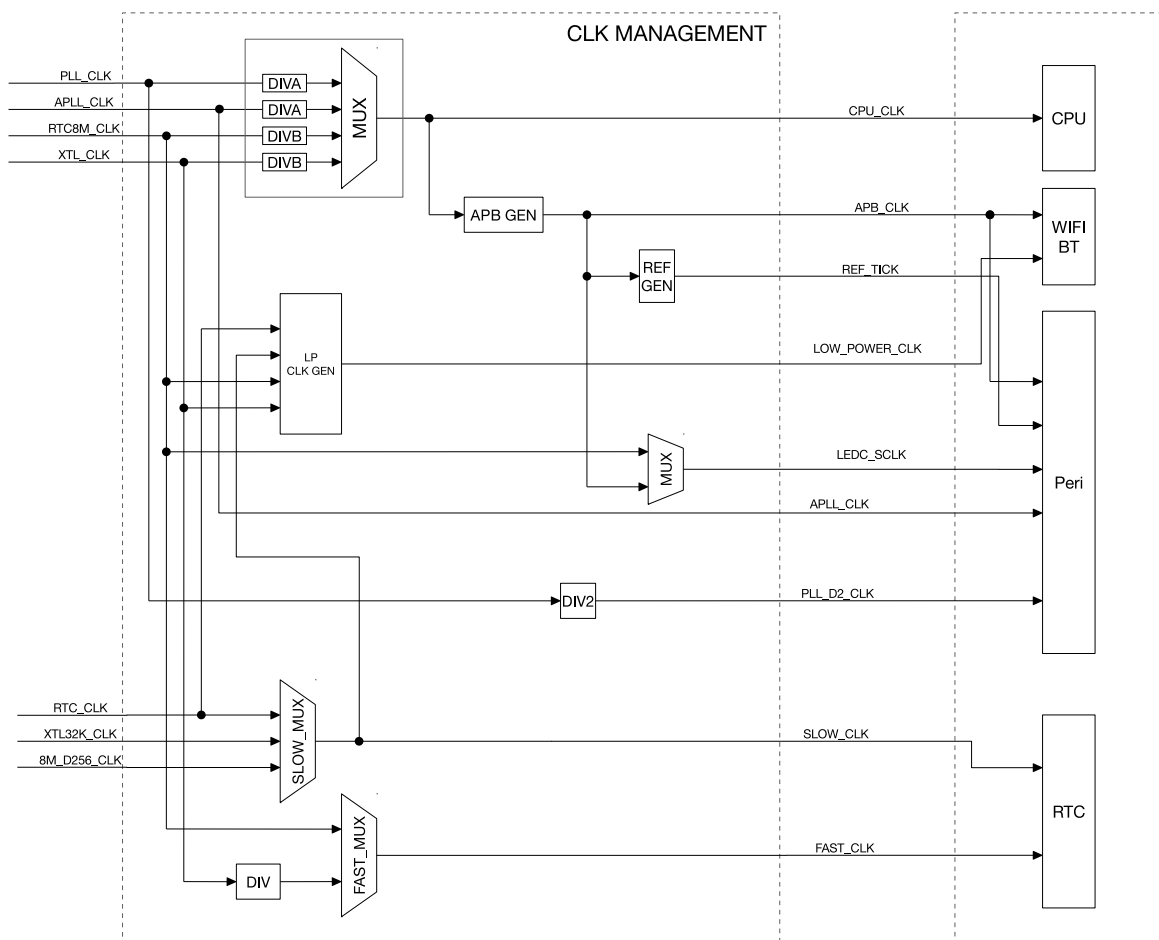 CLK MANAGEMENT
PLL_CLK
DIVA
APLL_CLK
DIVA
MUX
CPU_CLK
CPU
RTC8M_CLK
DIVB
XTL_CLK
DIVB
APB GEN
APB_CLK
WIFI
BT
REF
GEN
REF_TICK
LP
CLK GEN
LOW_POWER_CLK
MUX
LEDC_SCLK
Peri
APLL_CLK
DIV2
PLL_D2_CLK
RTC_CLK
XTL32K_CLK
8M_D256_CLK
SLOW_MUX
SLOW_CLK
RTC
FAST_MUX
FAST_CLK
DIV